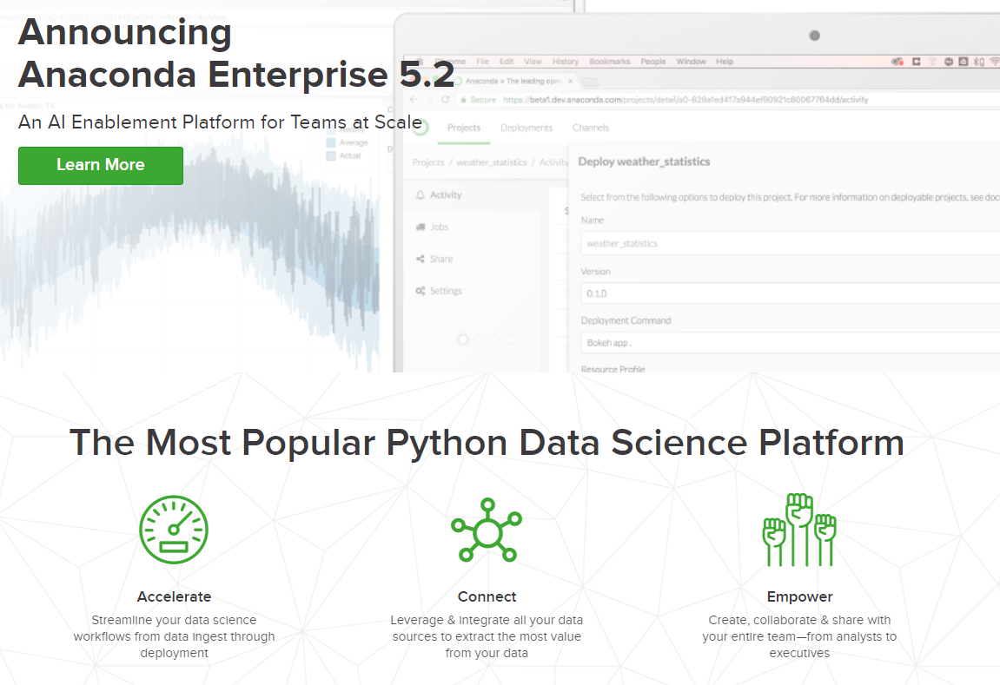 Announcing
Anaconda Enterprise 5.2
An AI Enablement Platform for Teams at Scale
Learn More
Average
Actual
Chrome File Edit View History Bookmarks People Window Help
Anaconda » The leading open
Secure https://beta1.dev.anaconda.com/projects/detail/a0-828a1ed417a944ef90921c80067764dd/activity
Projects Deployments Channels
Projects / weather_statistics / Activity
Activity
Jobs
Share
Settings
Deploy weather_statistics
Select from the following options to deploy this project. For more information on deployable projects, see doc
Name
weather_statistics
Version
0.1.0
Deployment Command
Bokeh app .
Resource Profile
The Most Popular Python Data Science Platform
Accelerate
Streamline your data science
workflows from data ingest through
deployment
Connect
Leverage & integrate all your data
sources to extract the most value
from your data
Empower
Create, collaborate & share with
your entire team—from analysts to
executives